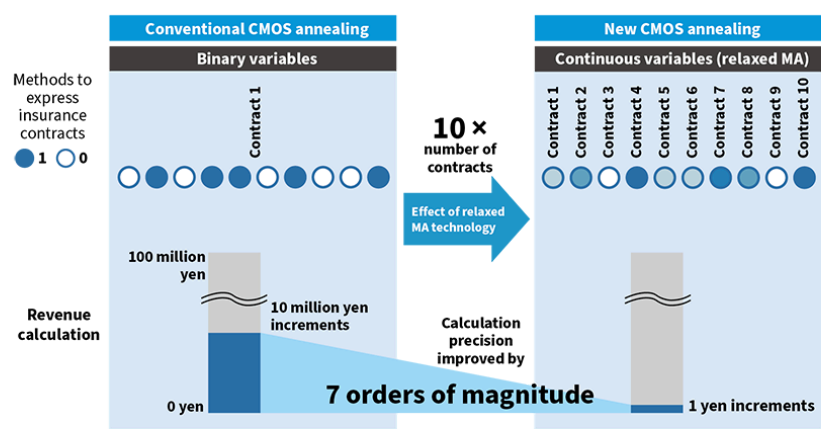 Conventional CMOS annealing
New CMOS annealing
Binary variables
Continuous variables (relaxed MA)
Methods to
express
insurance
contracts
1 0
Contract 1
10 ×
number of
contracts
Effect of relaxed
MA technology
Contract 1
Contract 2
Contract 3
Contract 4
Contract 5
Contract 6
Contract 7
Contract 8
Contract 9
Contract 10
Revenue
calculation
100 million
yen
10 million yen
increments
0 yen
Calculation
precision
improved by
7 orders of magnitude
1 yen increments